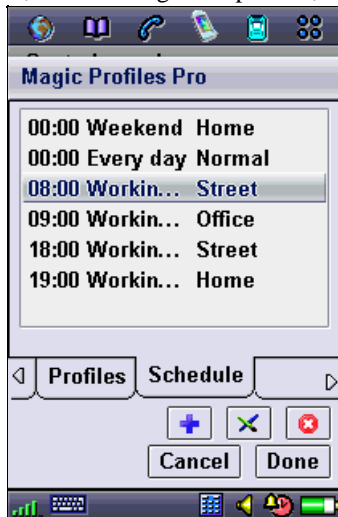 Magic Profiles Pro
00:00 Weekend Home
00:00 Every day Normal
08:00 Workin... Street
09:00 Workin... Office
18:00 Workin... Street
19:00 Workin... Home
Profiles Schedule
Cancel Done